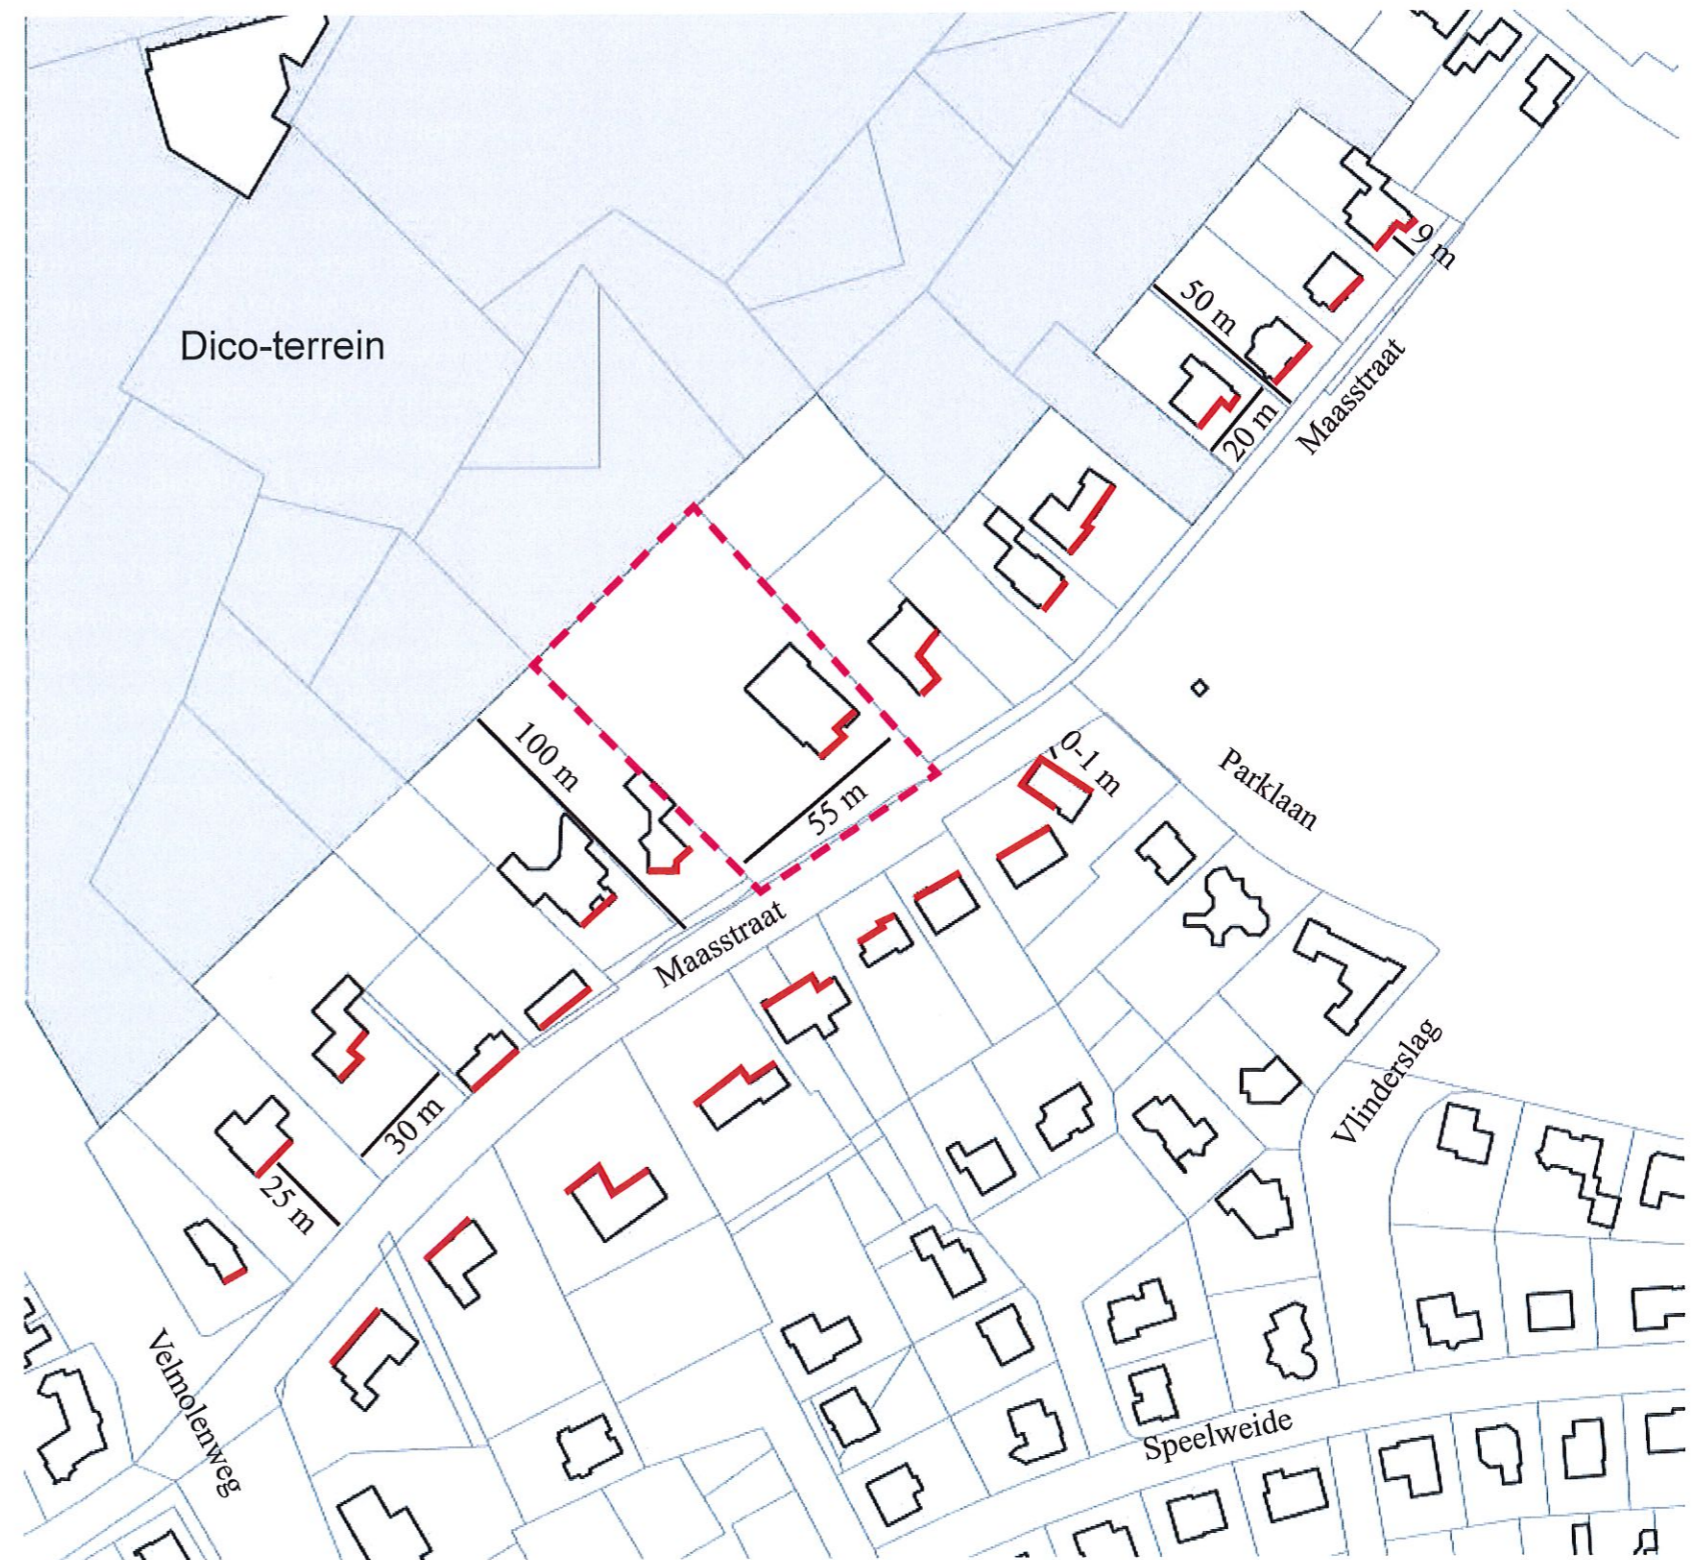 9 m
50 m
Dico-terrein
Maasstraat
20 m
100 m
0-1 m
Parklaan
55 m
Maasstraat
Vlinderslag
30 m
25 m
Velmolenweg
Speelweide